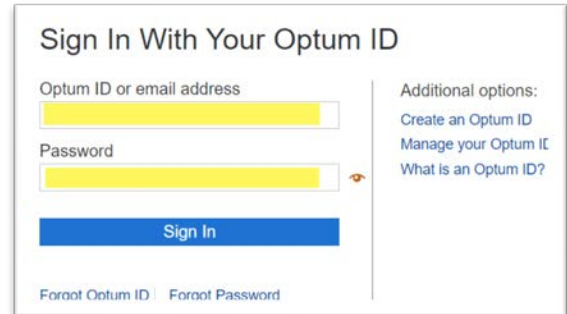 Sign In With Your Optum ID
Optum ID or email address
Password
Sign In
Forgot Optum ID
Forgot Password
Additional options:
Create an Optum ID
Manage your Optum ID
What is an Optum ID?